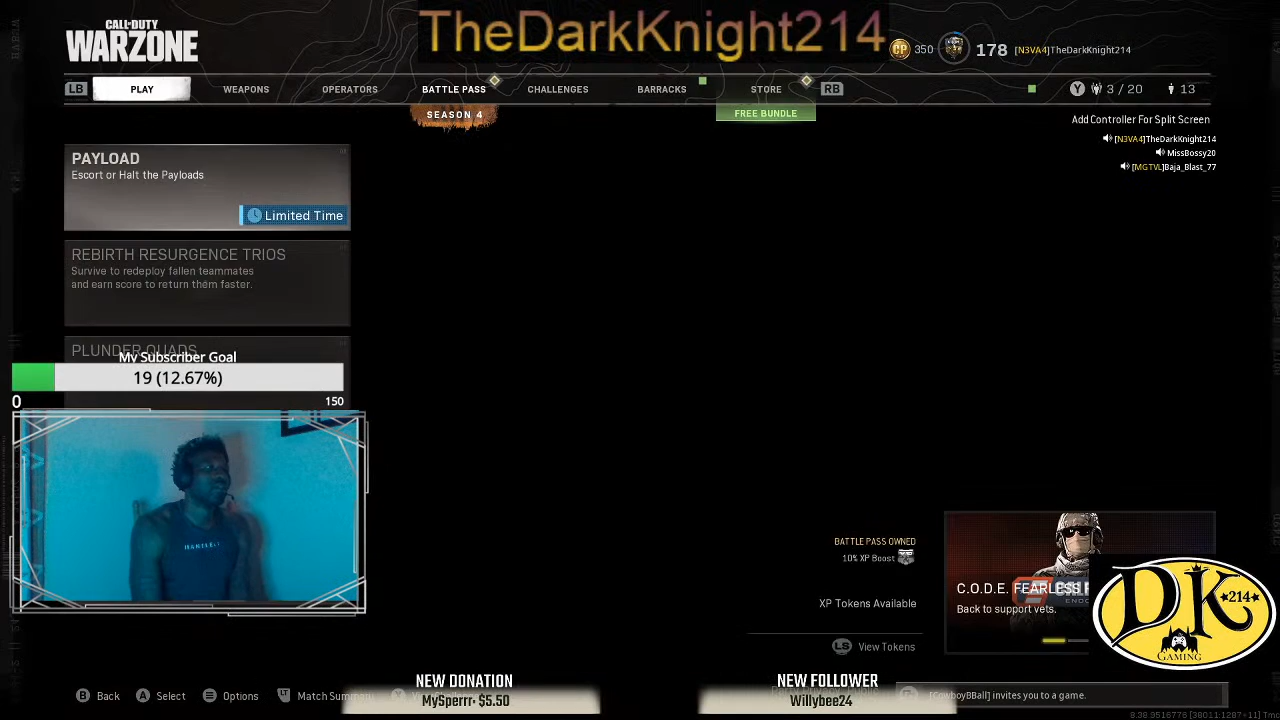 CALL OF DUTY
WARZONE
TheDarkKnight214
CP 350
178
[N3VA4]TheDarkKnight214
LB
PLAY
WEAPONS
OPERATORS
BATTLE PASS
CHALLENGES
BARRACKS
STORE
RB
Y
3 / 20
13
SEASON 4
FREE BUNDLE
Add Controller For Split Screen
[N3VA4]TheDarkKnight214
MissBossy20
[MGTVL]Baja_Blast_77
PAYLOAD
Escort or Halt the Payloads
Limited Time
REBIRTH RESURGENCE TRIOS
Survive to redeploy fallen teammates
and earn score to return them faster.
PLUNDER QUADS
My Subscriber Goal
19 (12.67%)
0
150
BATTLE PASS OWNED
10% XP Boost
XP Tokens Available
LS View Tokens
C.O.D.E. FEARLESS
Back to support vets.
DK
214
GAMING
B Back
A Select
Options
LT Match Summary
NEW DONATION
MySperrr· $5.50
NEW FOLLOWER
Willybee24
[CowboyBBall] invites you to a game.